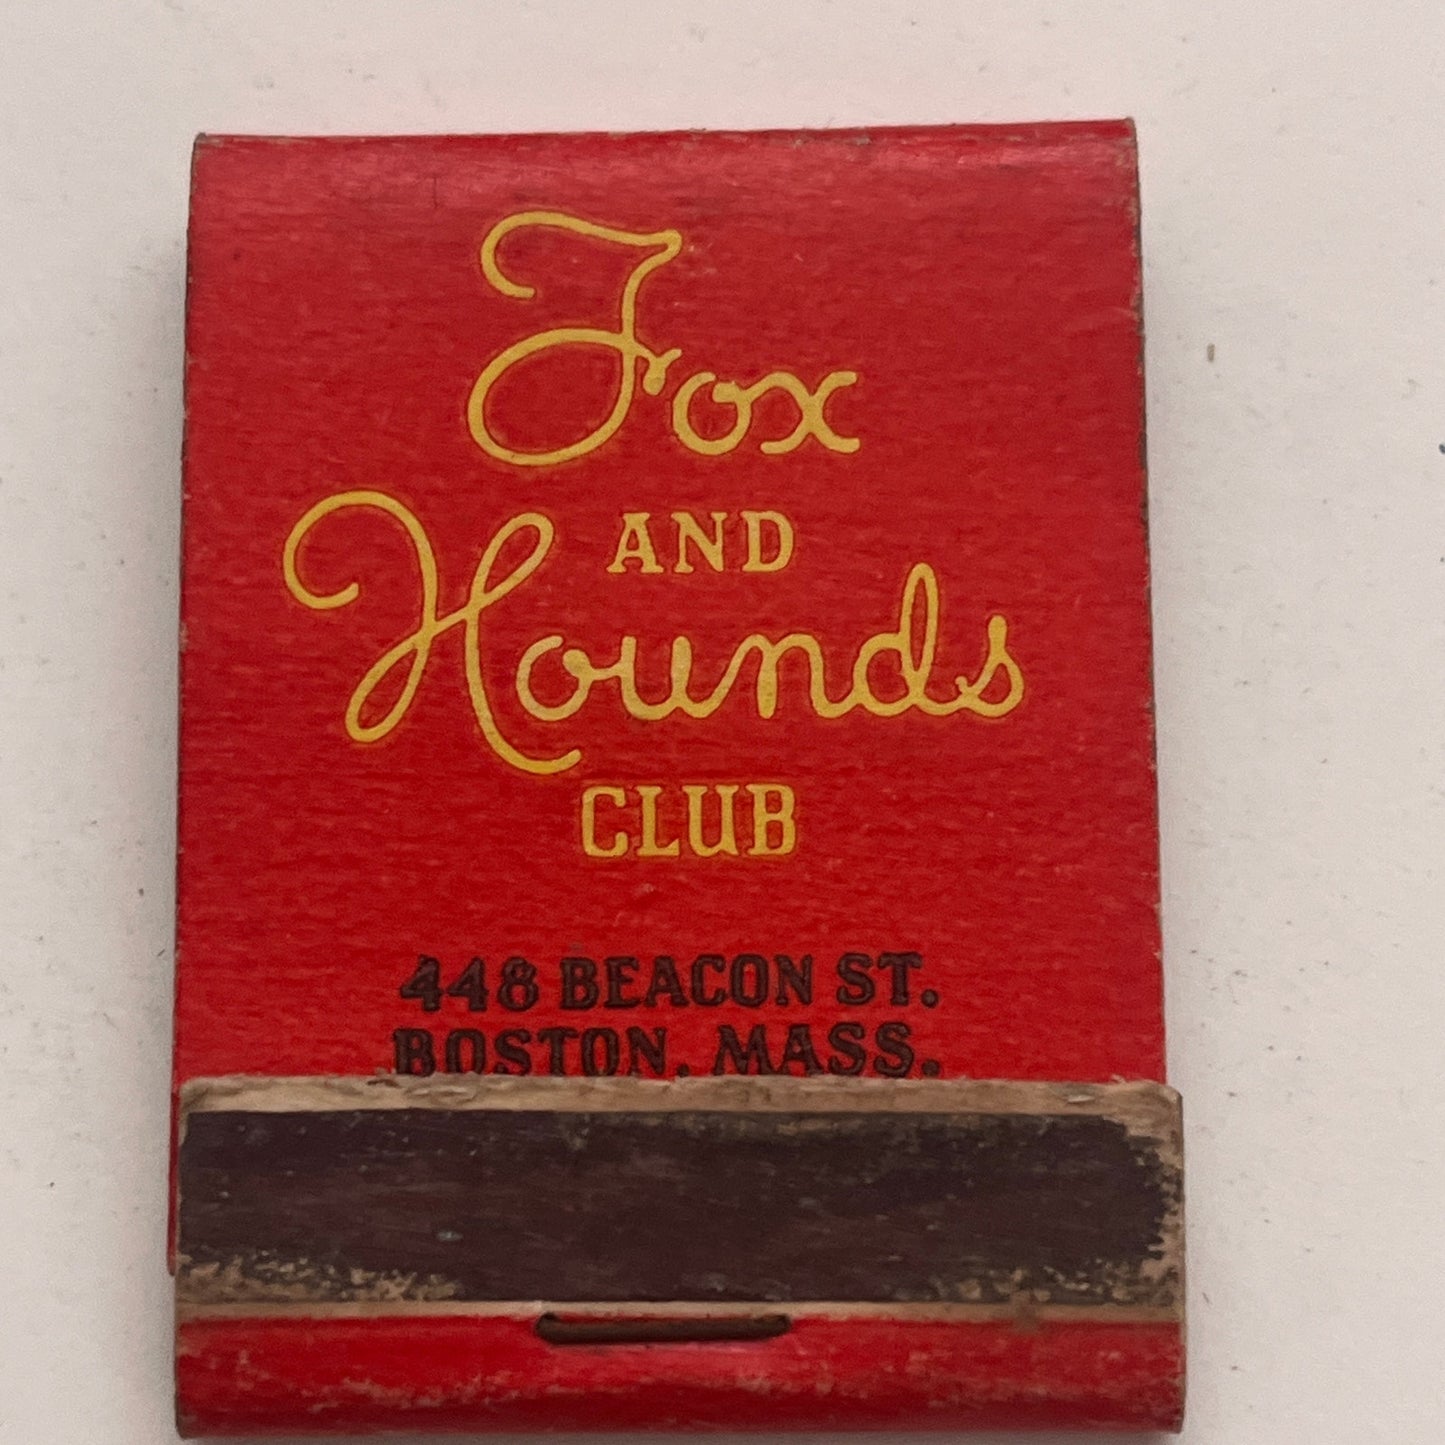 Fox
AND
Hounds
CLUB
448 BEACON ST.
BOSTON, MASS.